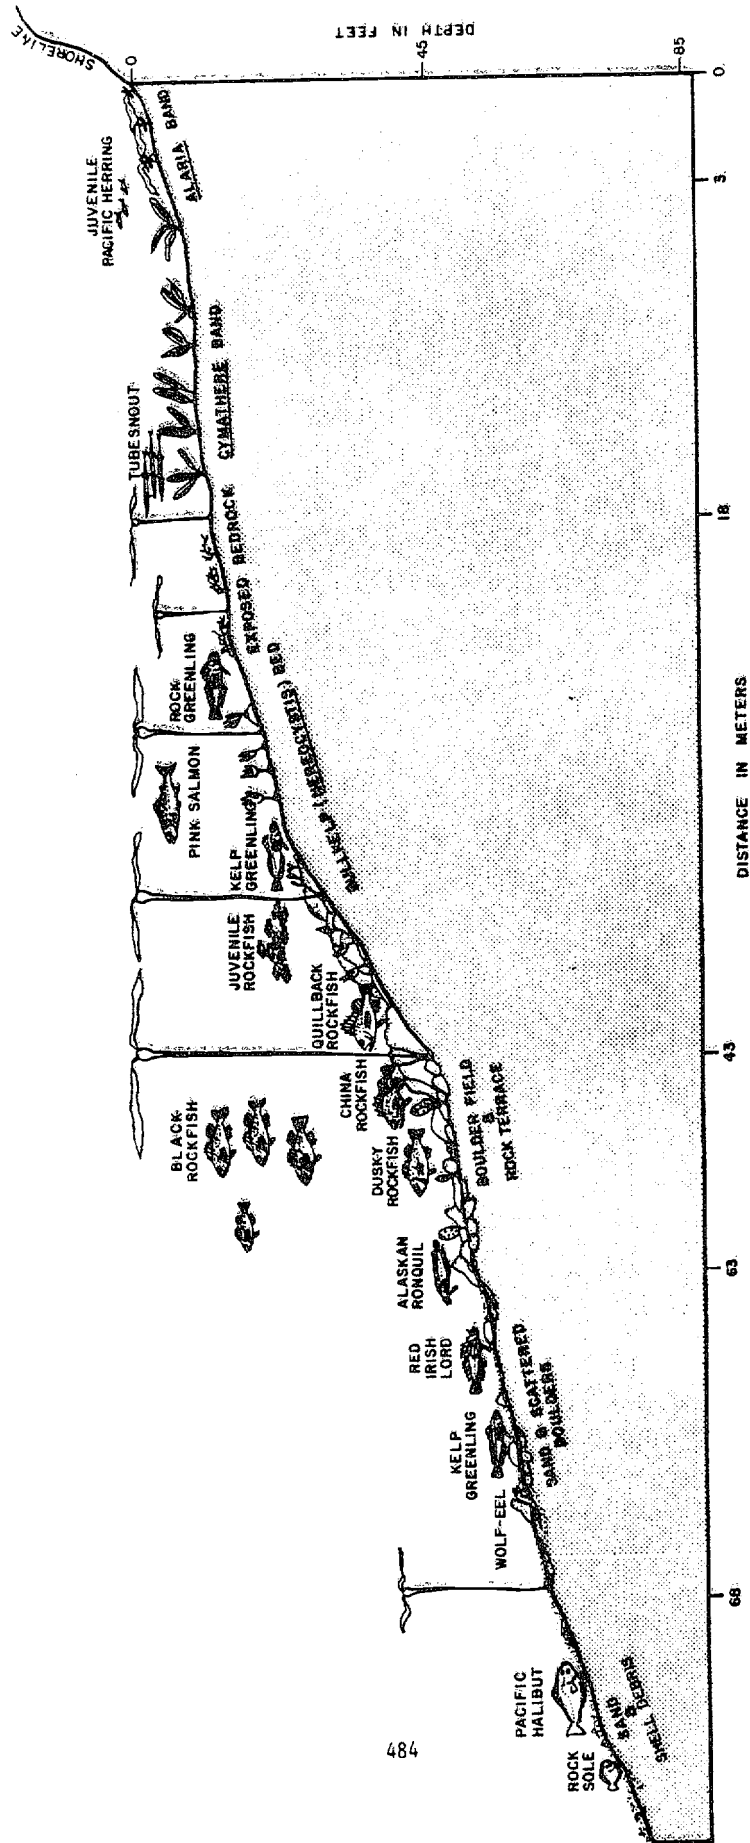 SHORELINE
DEPTH IN FEET
0
45
85
0
3
18
43
63
68
DISTANCE IN METERS
JUVENILE
PACIFIC HERRING
ALARIA BAND
TUBESNOUT
CYMATHERE BAND
EXPOSED BEDROCK
ROCK
GREENLING
PINK SALMON
BULLKELP (NEREOCYSTIS) BED
KELP
GREENLING
JUVENILE
ROCKFISH
QUILLBACK
ROCKFISH
CHINA
ROCKFISH
BLACK
ROCKFISH
DUSKY
ROCKFISH
BOULDER FIELD
&
ROCK TERRACE
ALASKAN
RONQUIL
RED
IRISH
LORD
KELP
GREENLING
SAND & SCATTERED
BOULDERS
WOLF-EEL
PACIFIC
HALIBUT
ROCK
SOLE
SAND
&
SHELL DEBRIS
484